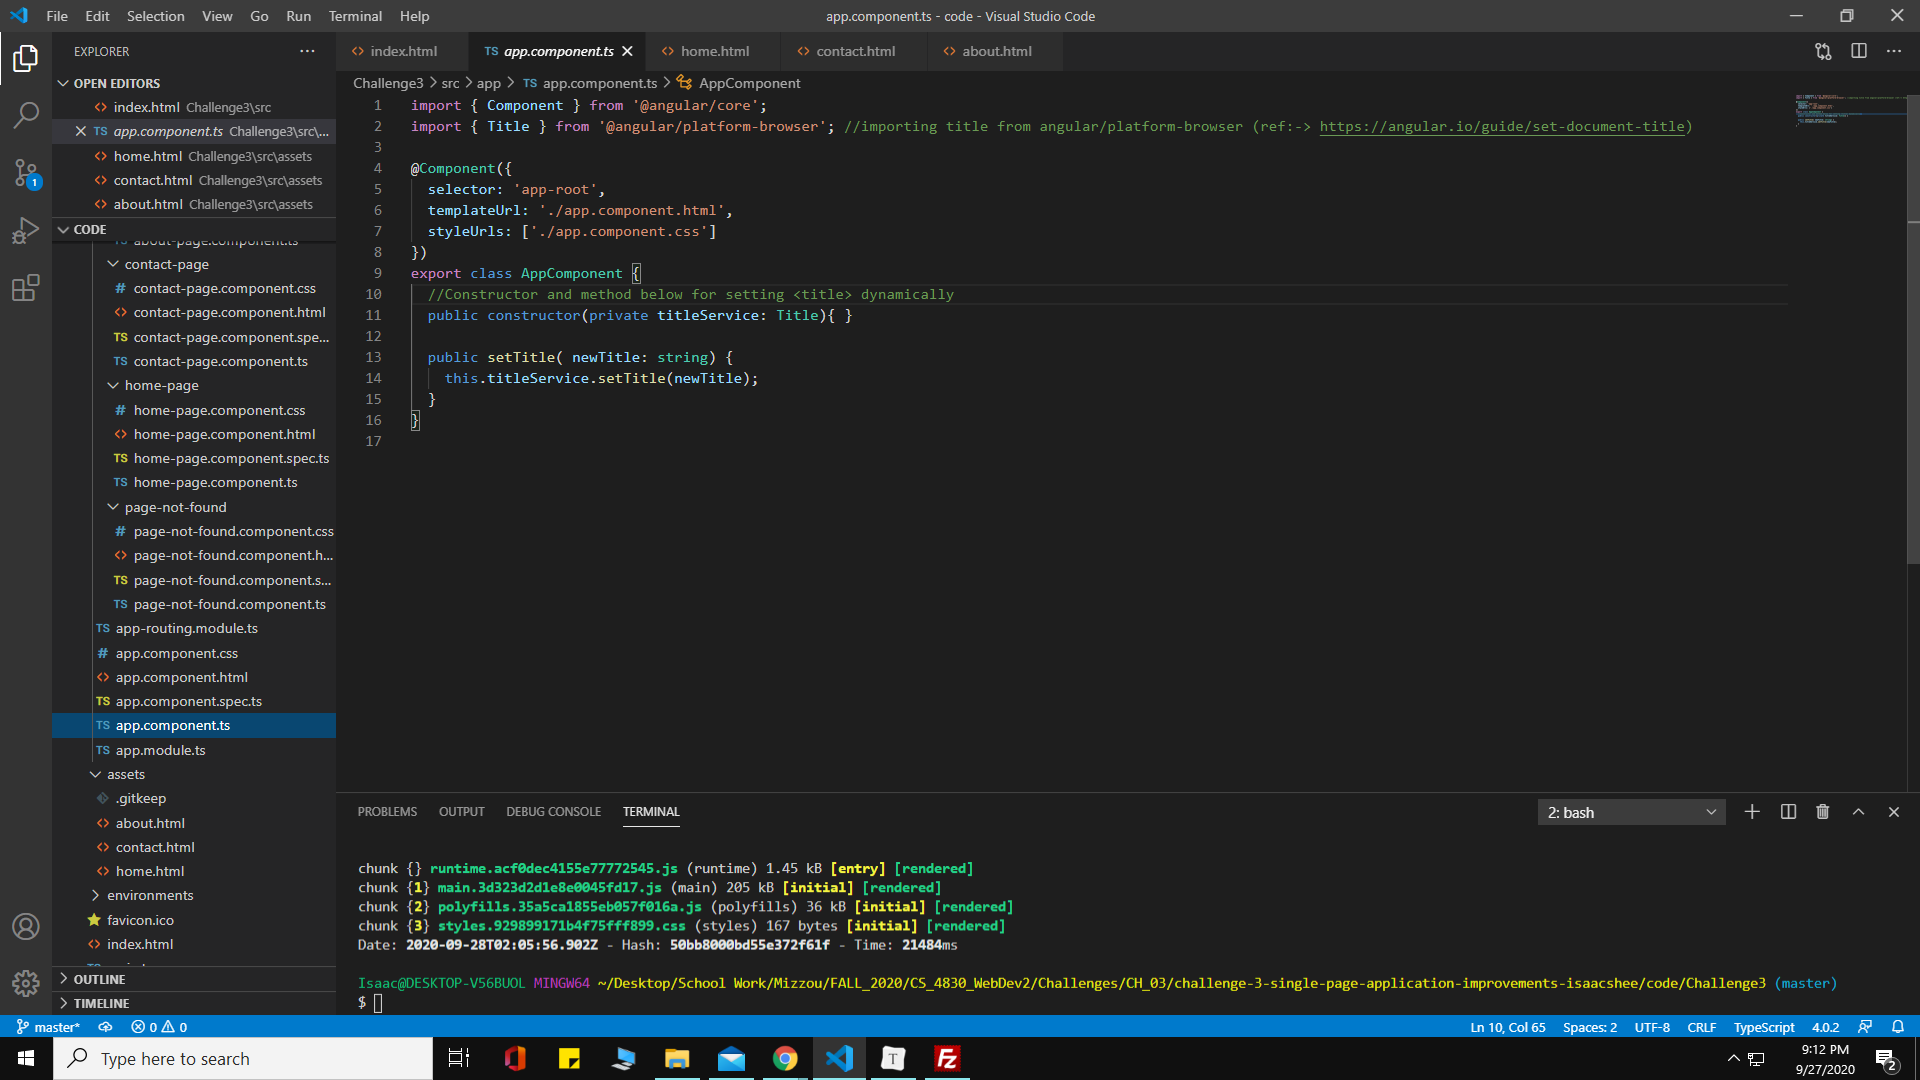 File Edit Selection View Go Run Terminal Help
app.component.ts - code - Visual Studio Code
EXPLORER
OPEN EDITORS
index.html Challenge3\src
TS app.component.ts Challenge3\src\...
home.html Challenge3\src\assets
contact.html Challenge3\src\assets
about.html Challenge3\src\assets
CODE
about-page.component.ts
contact-page
# contact-page.component.css
contact-page.component.html
TS contact-page.component.spe...
TS contact-page.component.ts
home-page
# home-page.component.css
home-page.component.html
TS home-page.component.spec.ts
TS home-page.component.ts
page-not-found
# page-not-found.component.css
page-not-found.component.h...
TS page-not-found.component.s...
TS page-not-found.component.ts
TS app-routing.module.ts
# app.component.css
app.component.html
TS app.component.spec.ts
TS app.component.ts
TS app.module.ts
assets
.gitkeep
about.html
contact.html
home.html
environments
favicon.ico
index.html
OUTLINE
TIMELINE
1
index.html TS app.component.ts home.html contact.html about.html
Challenge3 > src > app > TS app.component.ts > AppComponent
1 import { Component } from '@angular/core';
2 import { Title } from '@angular/platform-browser'; //importing title from angular/platform-browser (ref:-> https://angular.io/guide/set-document-title)
3
4 @Component({
5 selector: 'app-root',
6 templateUrl: './app.component.html',
7 styleUrls: ['./app.component.css']
8 })
9 export class AppComponent {
10 //Constructor and method below for setting <title> dynamically
11 public constructor(private titleService: Title){ }
12
13 public setTitle( newTitle: string) {
14 this.titleService.setTitle(newTitle);
15 }
16 }
17
PROBLEMS OUTPUT DEBUG CONSOLE TERMINAL
2: bash
chunk {} runtime.acf0dec4155e77772545.js (runtime) 1.45 kB [entry] [rendered]
chunk {1} main.3d323d2d1e8e0045fd17.js (main) 205 kB [initial] [rendered]
chunk {2} polyfills.35a5ca1855eb057f016a.js (polyfills) 36 kB [initial] [rendered]
chunk {3} styles.929899171b4f75fff899.css (styles) 167 bytes [initial] [rendered]
Date: 2020-09-28T02:05:56.902Z - Hash: 50bb8000bd55e372f61f - Time: 21484ms
Isaac@DESKTOP-V56BUOL MINGW64 ~/Desktop/School Work/Mizzou/FALL_2020/CS_4830_WebDev2/Challenges/CH_03/challenge-3-single-page-application-improvements-isaacshee/code/Challenge3 (master)
$
master* 0 0
Ln 10, Col 65 Spaces: 2 UTF-8 CRLF TypeScript 4.0.2
Type here to search
T
Fz
9:12 PM
9/27/2020
2